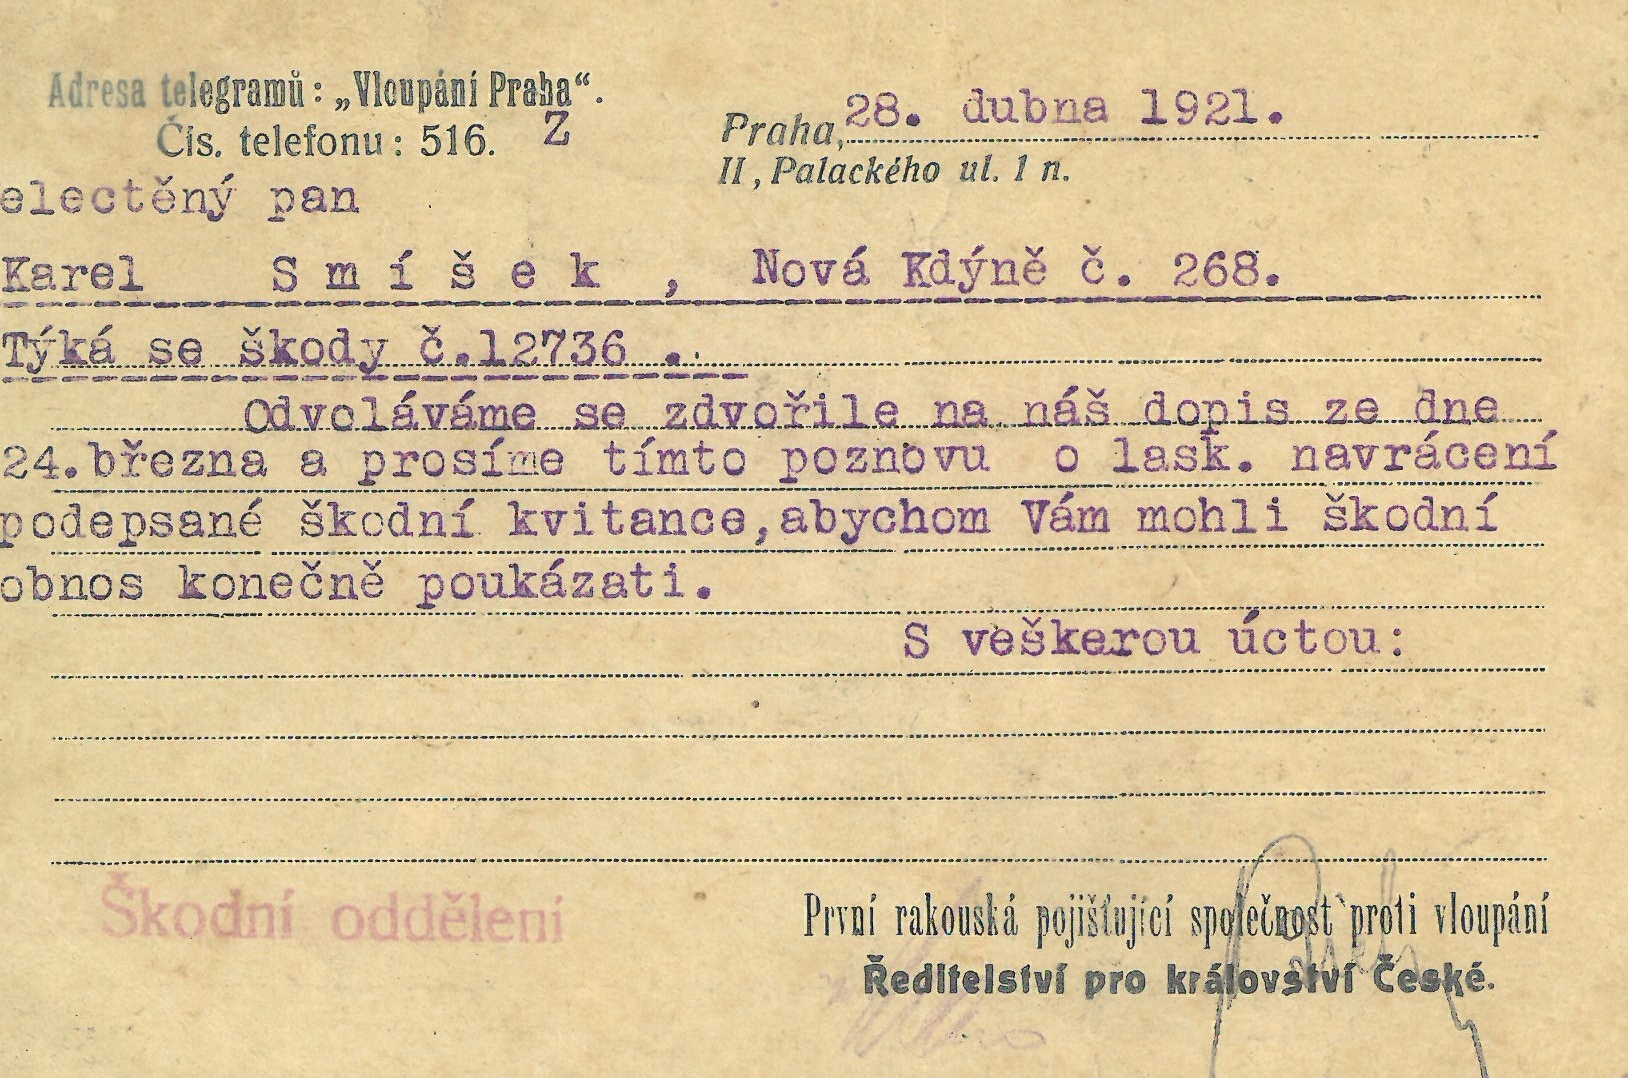 Adresa telegramů: „Vloupání Praha“.
Čís. telefonu: 516. Z
Praha, 28. dubna 1921.
II, Palackého ul. 1 n.
electěný pan
Karel S m í š e k , Nová Kdýně č. 268.
Týká se škody č.12736 .
Odvoláváme se zdvořile na náš dopis ze dne
24.března a prosíme tímto poznovu o lask. navrácení
podepsané škodní kvitance,abychom Vám mohli škodní
obnos konečně poukázati.
S veškerou úctou:
Škodní oddělení
První rakouská pojišťující společnost proti vloupání
Ředitelství pro království České.